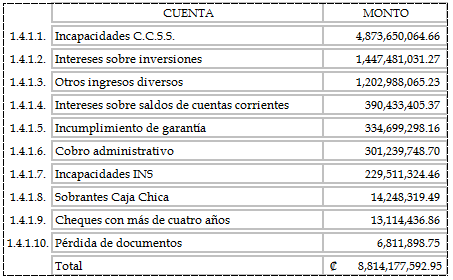 CUENTA MONTO
1.4.1.1. Incapacidades C.C.S.S. 4,873,650,064.66
1.4.1.2. Intereses sobre inversiones 1,447,481,031.27
1.4.1.3. Otros ingresos diversos 1,202,988,065.23
1.4.1.4. Intereses sobre saldos de cuentas corrientes 390,433,405.37
1.4.1.5. Incumplimiento de garantía 334,699,298.16
1.4.1.6. Cobro administrativo 301,239,748.70
1.4.1.7. Incapacidades INS 229,511,324.46
1.4.1.8. Sobrantes Caja Chica 14,248,319.49
1.4.1.9. Cheques con más de cuatro años 13,114,436.86
1.4.1.10. Pérdida de documentos 6,811,898.75
Total ₡ 8,814,177,592.95